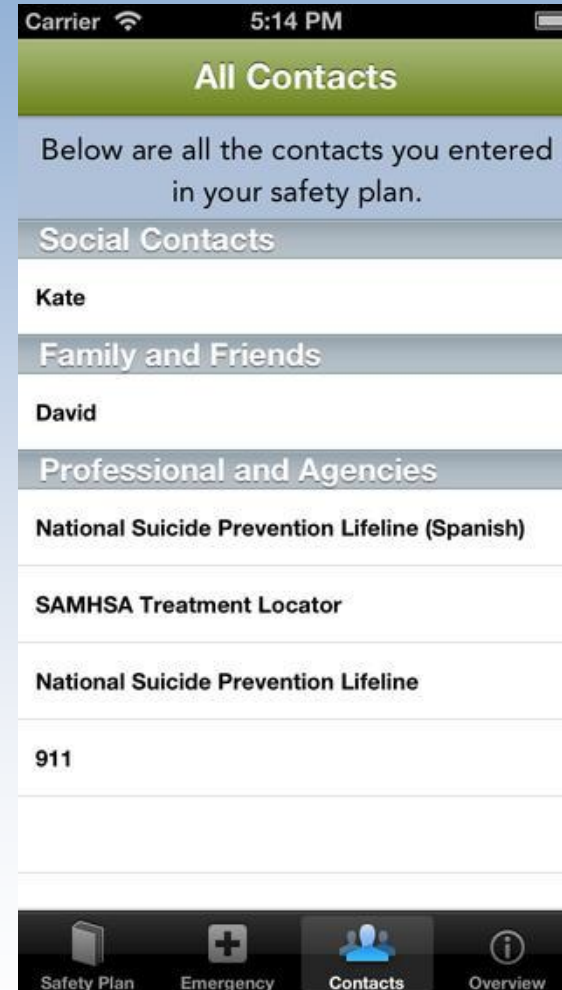 Carrier 5:14 PM
All Contacts
Below are all the contacts you entered
in your safety plan.
Social Contacts
Kate
Family and Friends
David
Professional and Agencies
National Suicide Prevention Lifeline (Spanish)
SAMHSA Treatment Locator
National Suicide Prevention Lifeline
911
Safety Plan Emergency Contacts Overview